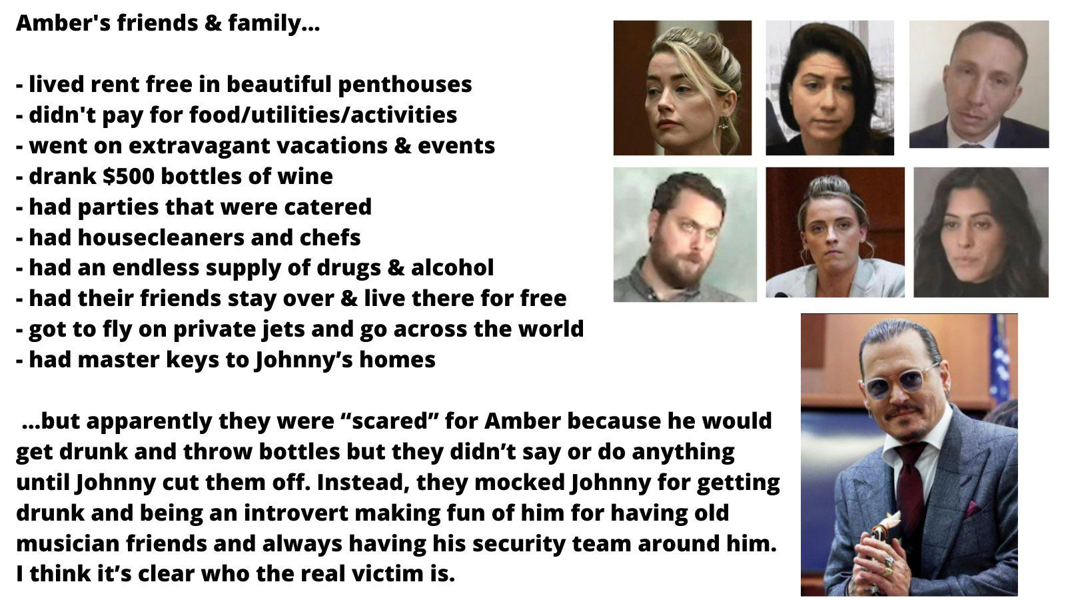 Amber's friends & family...
- lived rent free in beautiful penthouses
- didn't pay for food/utilities/activities
- went on extravagant vacations & events
- drank $500 bottles of wine
- had parties that were catered
- had housecleaners and chefs
- had an endless supply of drugs & alcohol
- had their friends stay over & live there for free
- got to fly on private jets and go across the world
- had master keys to Johnny’s homes
...but apparently they were “scared” for Amber because he would
get drunk and throw bottles but they didn’t say or do anything
until Johnny cut them off. Instead, they mocked Johnny for getting
drunk and being an introvert making fun of him for having old
musician friends and always having his security team around him.
I think it’s clear who the real victim is.